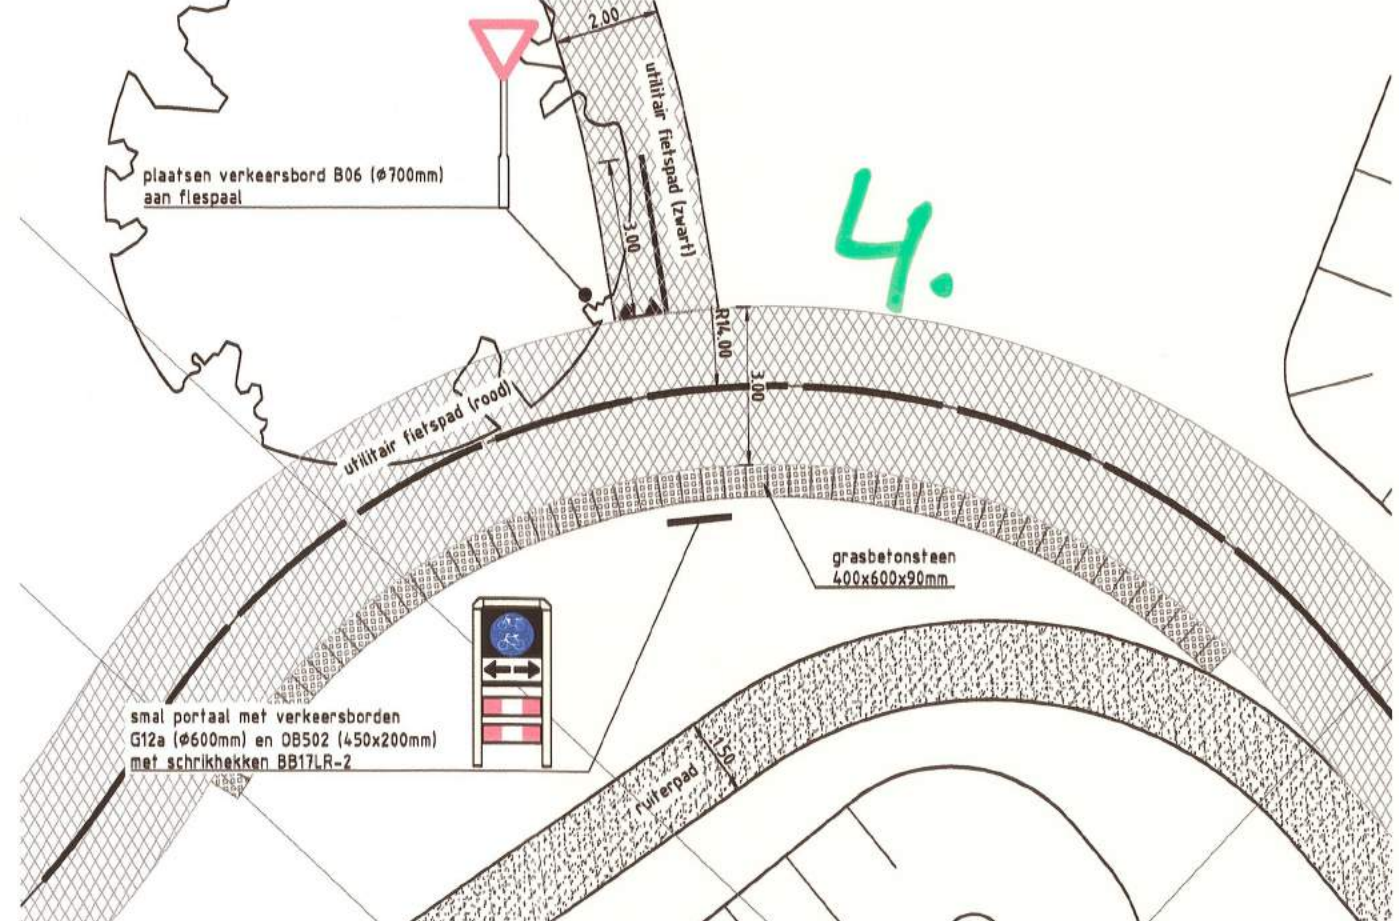 2.00
utilitair fietspad (zwart)
plaatsen verkeersbord B06 (ø700mm)
aan flespaal
3.00
4.
R14.00
3.00
utilitair fietspad (rood)
grasbetonsteen
400x600x90mm
smal portaal met verkeersborden
G12a (ø600mm) en OB502 (450x200mm)
met schrikhekken BB17LR-2
1.50
ruiterpad